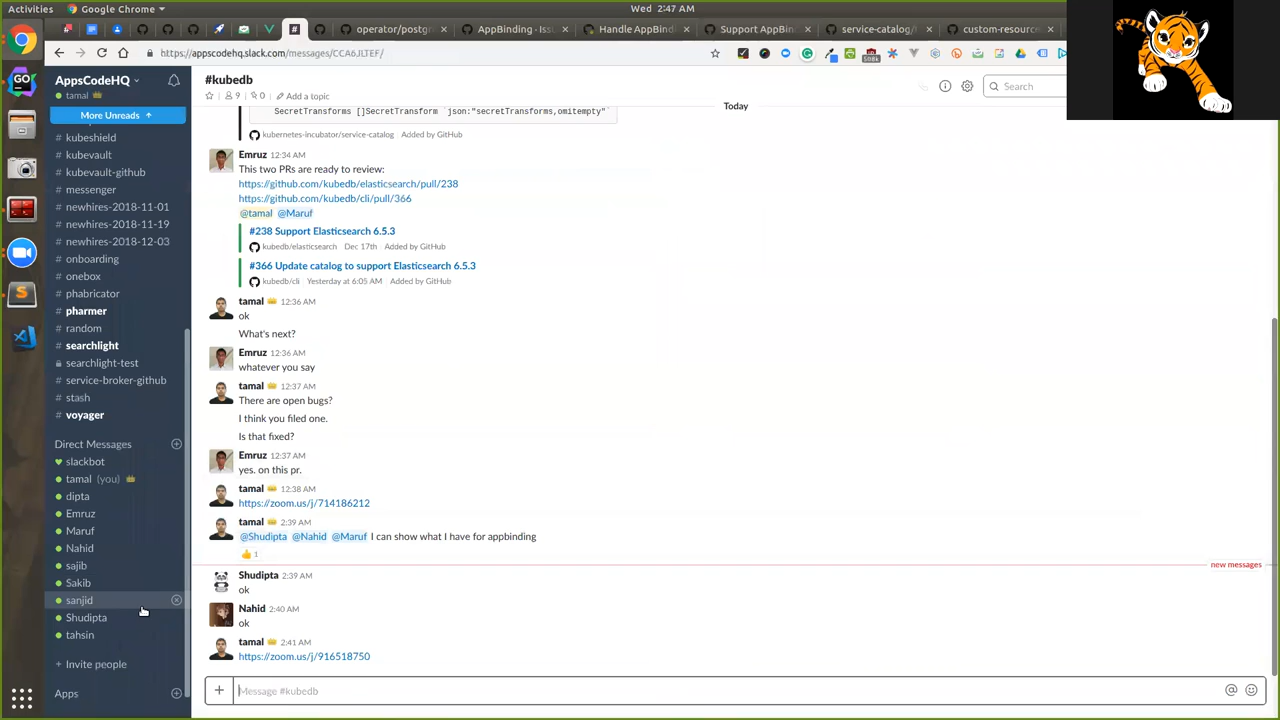 Activities
Google Chrome
Wed 2:47 AM
operator/postgr
AppBinding · Iss
Handle AppBind
Support AppBin
service-catalog/
custom-resourc
https://appscodehq.slack.com/messages/CCA6JLTEF/
AppsCodeHQ
tamal
More Unreads ↑
# kubeshield
# kubevault
# kubevault-github
# messenger
# newhires-2018-11-01
# newhires-2018-11-19
# newhires-2018-12-03
# onboarding
# onebox
# phabricator
# pharmer
# random
# searchlight
searchlight-test
# service-broker-github
# stash
# voyager
Direct Messages
slackbot
tamal (you)
dipta
Emruz
Maruf
Nahid
sajib
Sakib
sanjid
Shudipta
tahsin
+ Invite people
Apps
#kubedb
9
0
Add a topic
Search
Today
SecretTransforms []SecretTransform `json:"secretTransforms,omitempty"`
kubernetes-incubator/service-catalog Added by GitHub
Emruz 12:34 AM
This two PRs are ready to review:
https://github.com/kubedb/elasticsearch/pull/238
https://github.com/kubedb/cli/pull/366
@tamal @Maruf
#238 Support Elasticsearch 6.5.3
kubedb/elasticsearch Dec 17th Added by GitHub
#366 Update catalog to support Elasticsearch 6.5.3
kubedb/cli Yesterday at 6:05 AM Added by GitHub
tamal 12:36 AM
ok
What's next?
Emruz 12:36 AM
whatever you say
tamal 12:37 AM
There are open bugs?
I think you filed one.
Is that fixed?
Emruz 12:37 AM
yes. on this pr.
tamal 12:38 AM
https://zoom.us/j/714186212
tamal 2:39 AM
@Shudipta @Nahid @Maruf I can show what I have for appbinding
1
new messages
Shudipta 2:39 AM
ok
Nahid 2:40 AM
ok
tamal 2:41 AM
https://zoom.us/j/916518750
Message #kubedb